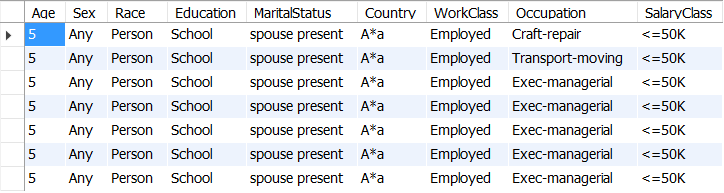 Age Sex Race Education MaritalStatus Country WorkClass Occupation SalaryClass
5 Any Person School spouse present A*a Employed Craft-repair <=50K
5 Any Person School spouse present A*a Employed Transport-moving <=50K
5 Any Person School spouse present A*a Employed Exec-managerial <=50K
5 Any Person School spouse present A*a Employed Exec-managerial <=50K
5 Any Person School spouse present A*a Employed Exec-managerial <=50K
5 Any Person School spouse present A*a Employed Exec-managerial <=50K
5 Any Person School spouse present A*a Employed Exec-managerial <=50K